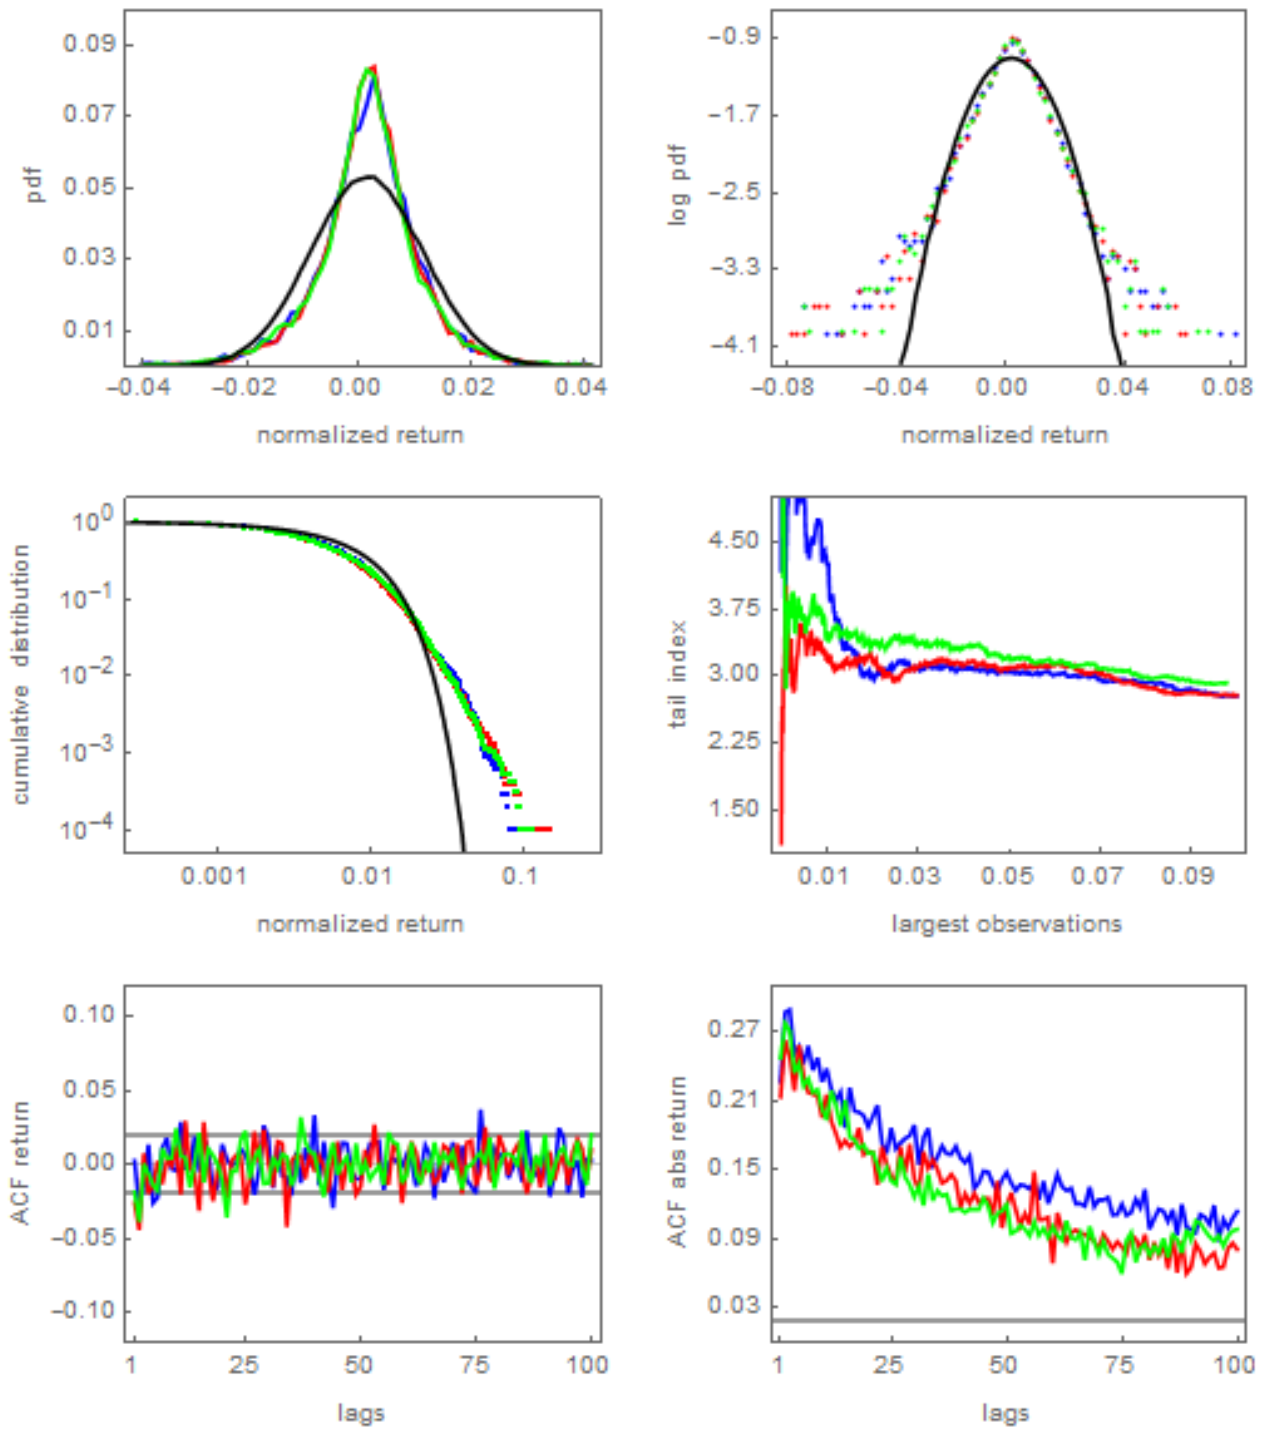 0.09
0.07
0.05
0.03
0.01
pdf
−0.04 −0.02 0.00 0.02 0.04
normalized return
−0.9
−1.7
−2.5
−3.3
−4.1
log pdf
−0.08 −0.04 0.00 0.04 0.08
normalized return
10^0
10^−1
10^−2
10^−3
10^−4
cumulative distribution
0.001 0.01 0.1
normalized return
4.50
3.75
3.00
2.25
1.50
tail index
0.01 0.03 0.05 0.07 0.09
largest observations
0.10
0.05
0.00
−0.05
−0.10
ACF return
1 25 50 75 100
lags
0.27
0.21
0.15
0.09
0.03
ACF abs return
1 25 50 75 100
lags